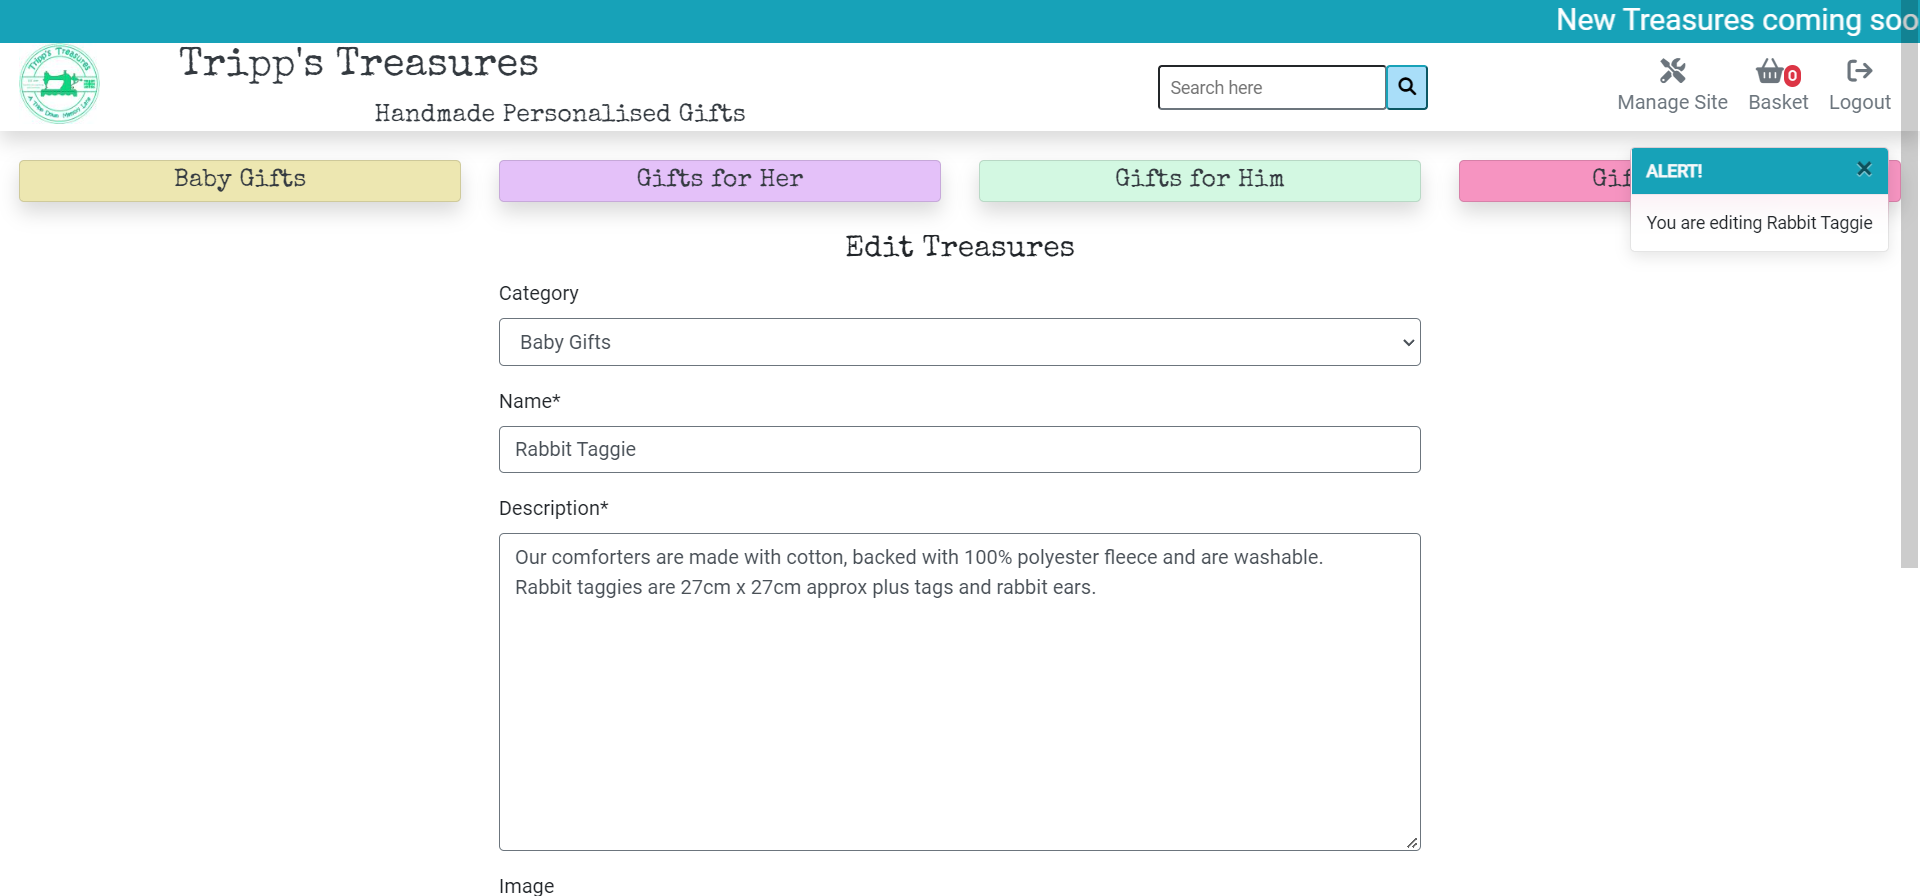 New Treasures coming soo
Tripp's Treasures
Tripp's Treasures
Handmade Personalised Gifts
Search here
Manage Site
0
Basket
Logout
Baby Gifts
Gifts for Her
Gifts for Him
Gif
ALERT!
You are editing Rabbit Taggie
Edit Treasures
Category
Baby Gifts
Name*
Rabbit Taggie
Description*
Our comforters are made with cotton, backed with 100% polyester fleece and are washable.
Rabbit taggies are 27cm x 27cm approx plus tags and rabbit ears.
Image